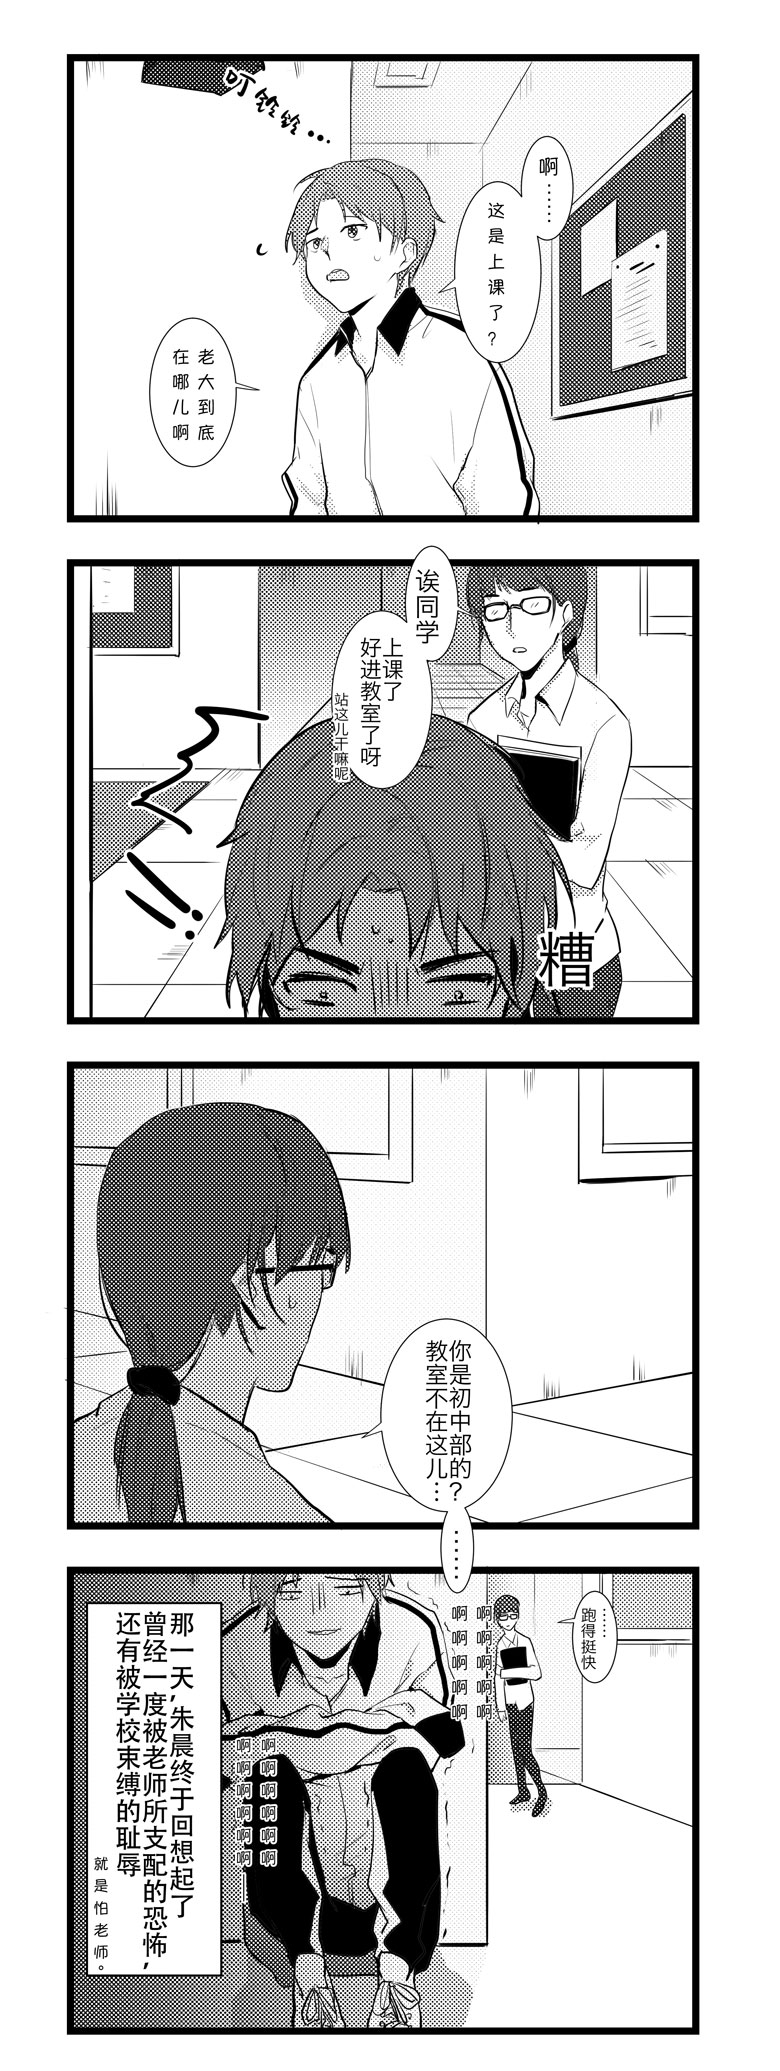 叮铃铃…
啊……
这是上课了?
老大到底
在哪儿啊
诶同学
上课了
好进教室了呀
站这儿干嘛呢
!!
糟
你是初中部的?
教室不在这儿…
……
……
跑得挺快
啊啊啊啊啊
啊啊啊啊啊
啊啊啊啊啊啊
啊啊啊啊啊啊
那一天,朱晨终于回想起了
曾经一度被老师所支配的恐怖,
还有被学校束缚的耻辱
就是怕老师。